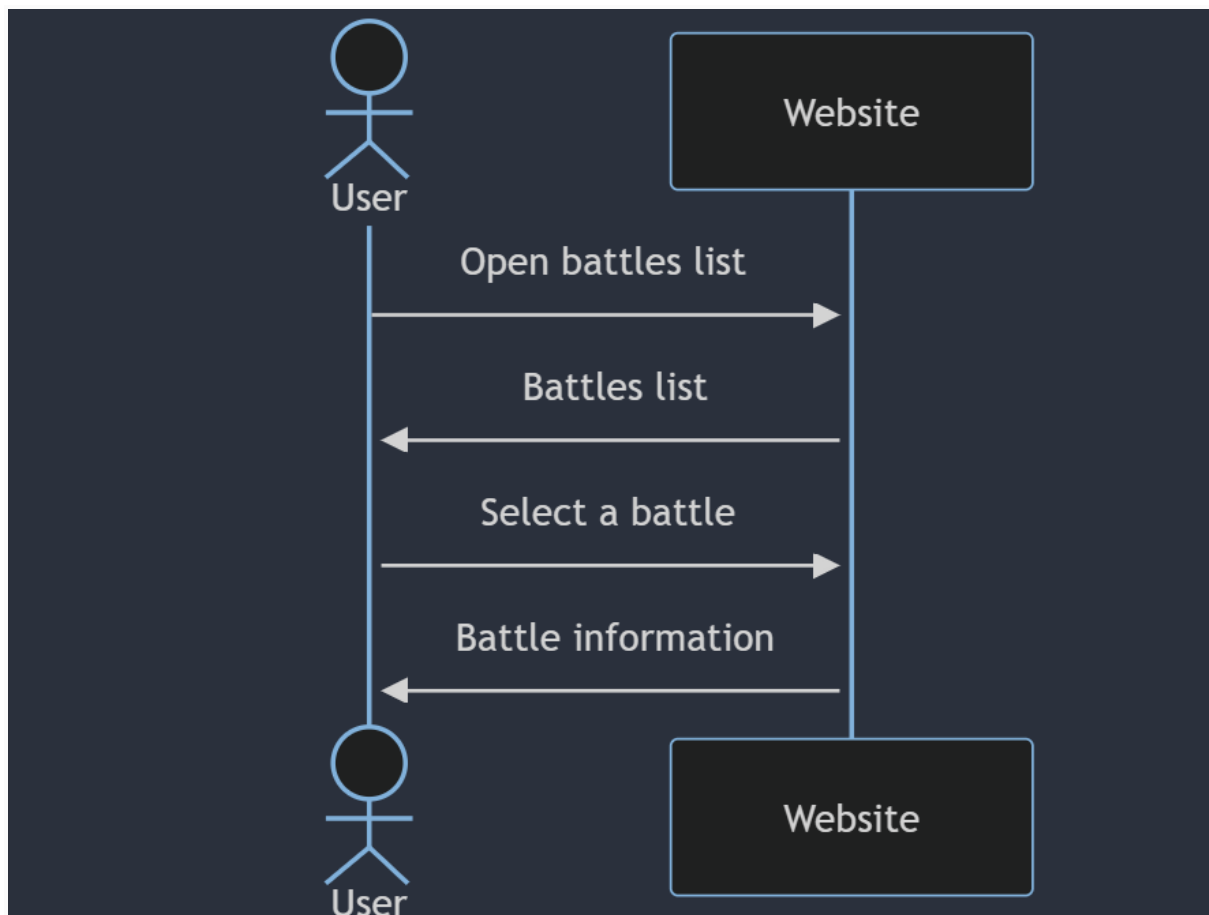 Website
User
Open battles list
Battles list
Select a battle
Battle information
Website
User